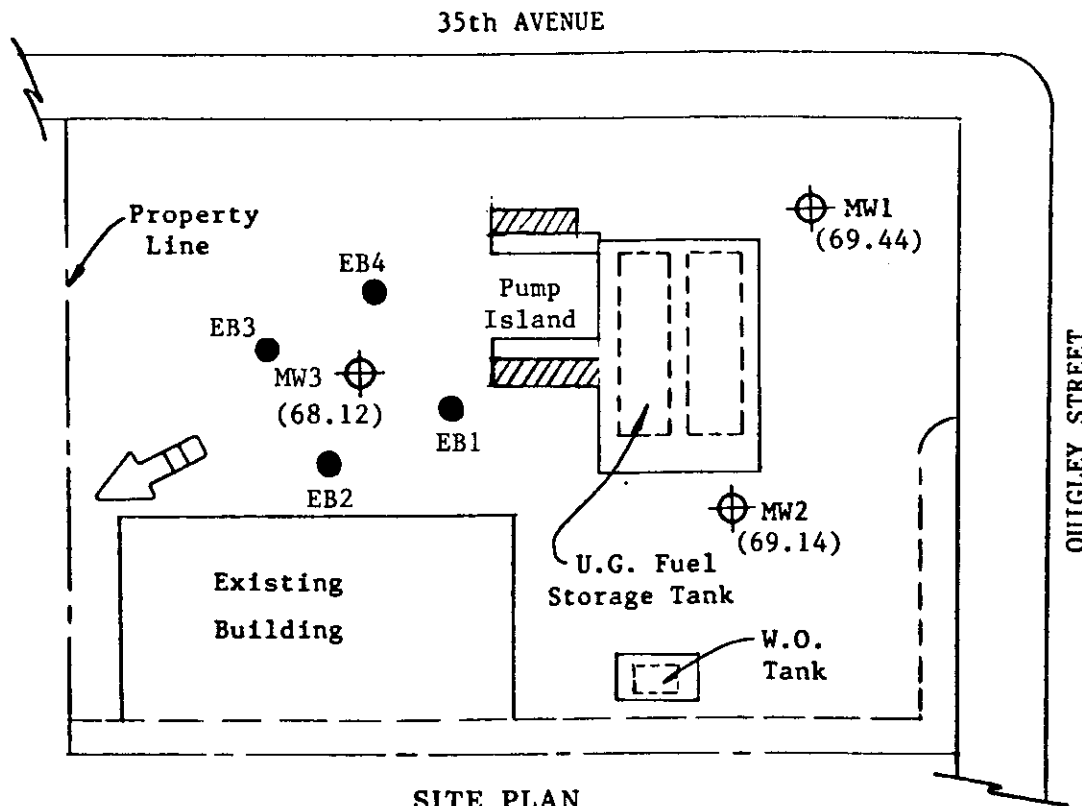 35th AVENUE
MW1
(69.44)
Property
Line
EB4
Pump
Island
EB3
MW3
(68.12)
EB1
QUIGLEY STREET
EB2
MW2
(69.14)
U.G. Fuel
Storage Tank
Existing
Building
W.O.
Tank
SITE PLAN